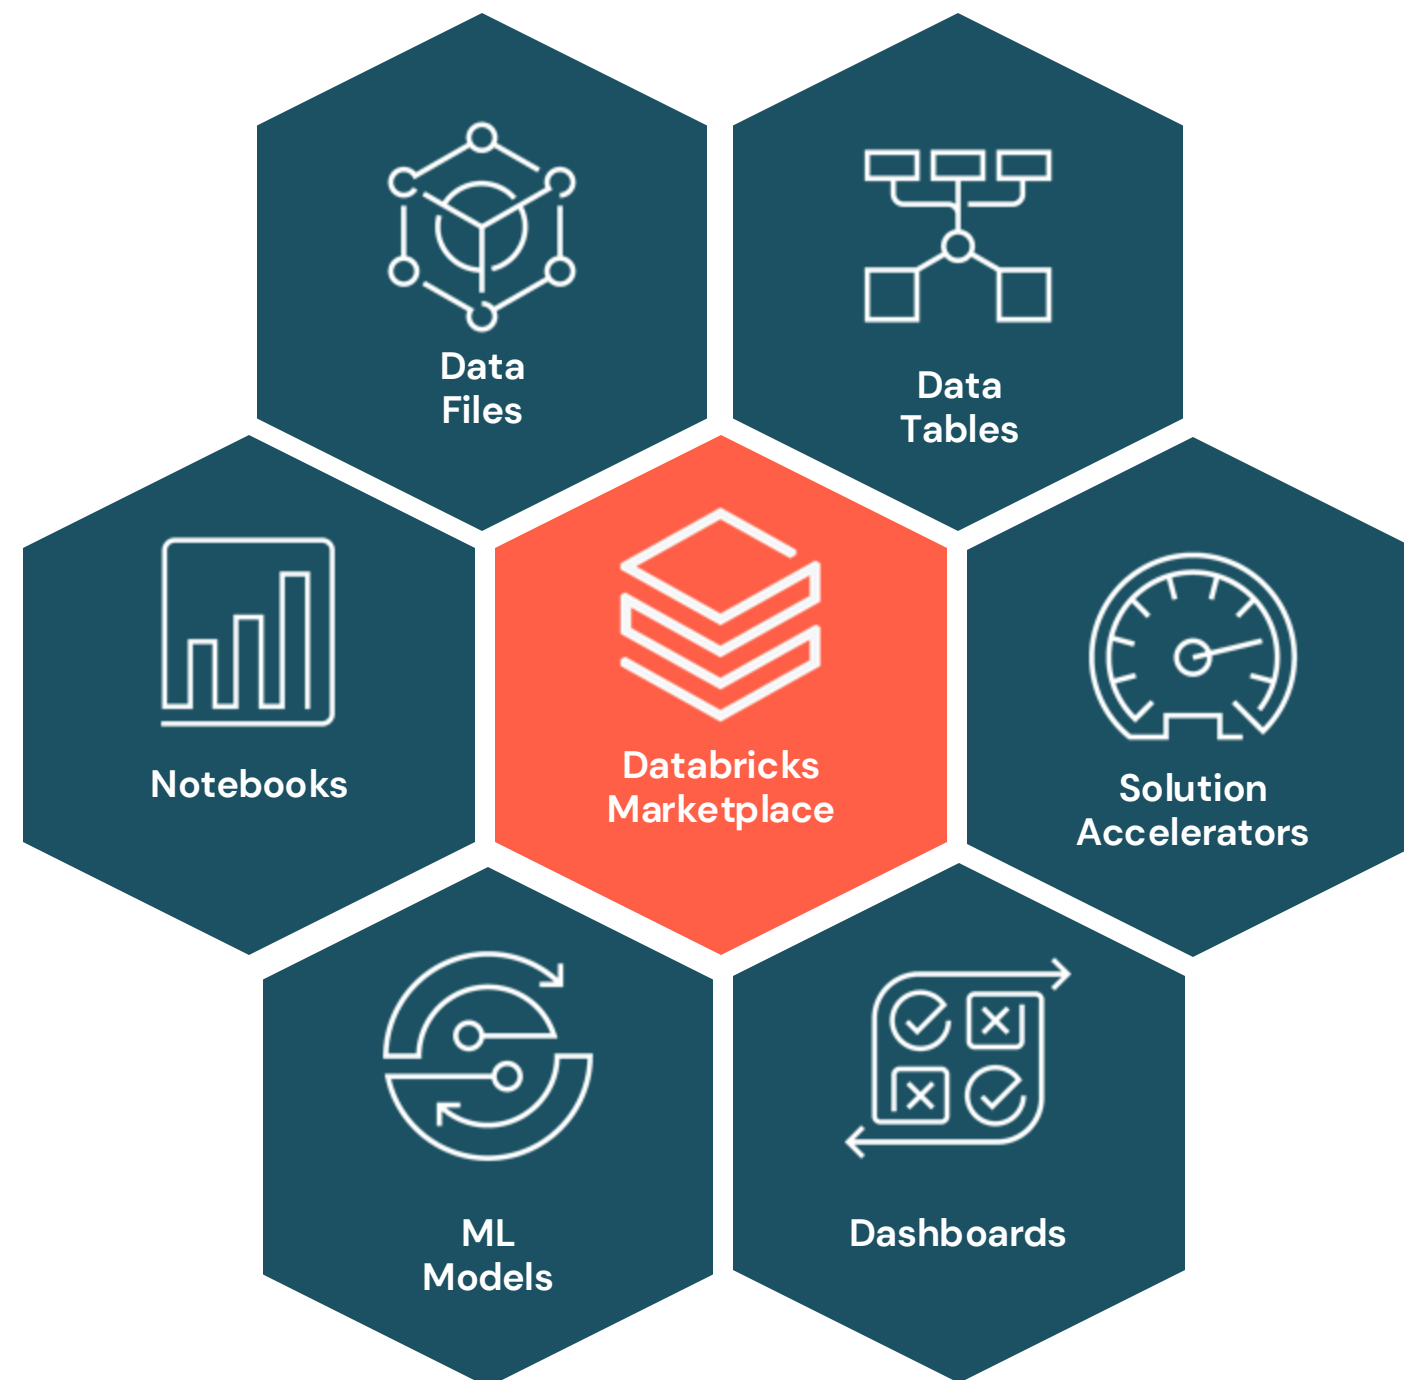 Data
Files
Data
Tables
Notebooks
Databricks
Marketplace
Solution
Accelerators
ML
Models
Dashboards